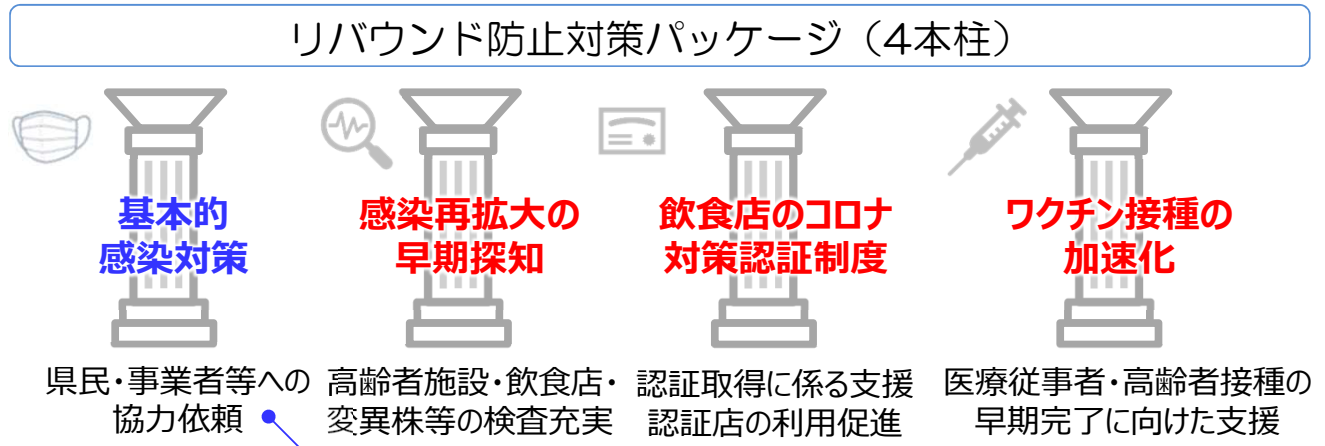 リバウンド防止対策パッケージ（4本柱）
基本的
感染対策
感染再拡大の
早期探知
飲食店のコロナ
対策認証制度
ワクチン接種の
加速化
県民・事業者等への
協力依頼
高齢者施設・飲食店・
変異株等の検査充実
認証取得に係る支援
認証店の利用促進
医療従事者・高齢者接種の
早期完了に向けた支援